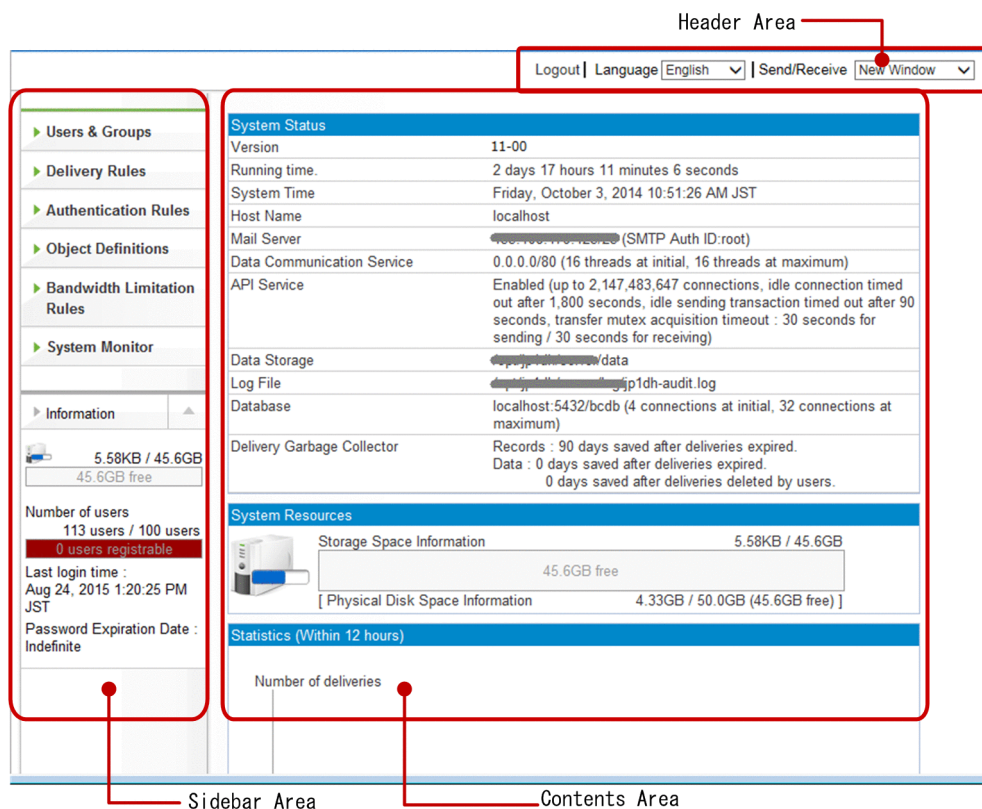 Header Area
Logout | Language English | Send/Receive New Window
Users & Groups
Delivery Rules
Authentication Rules
Object Definitions
Bandwidth Limitation
Rules
System Monitor
Information
5.58KB / 45.6GB
45.6GB free
Number of users
113 users / 100 users
0 users registrable
Last login time :
Aug 24, 2015 1:20:25 PM
JST
Password Expiration Date :
Indefinite
System Status
Version 11-00
Running time. 2 days 17 hours 11 minutes 6 seconds
System Time Friday, October 3, 2014 10:51:26 AM JST
Host Name localhost
Mail Server (SMTP Auth ID:root)
Data Communication Service 0.0.0.0/80 (16 threads at initial, 16 threads at maximum)
API Service Enabled (up to 2,147,483,647 connections, idle connection timed
out after 1,800 seconds, idle sending transaction timed out after 90
seconds, transfer mutex acquisition timeout : 30 seconds for
sending / 30 seconds for receiving)
Data Storage /data
Log File jp1dh-audit.log
Database localhost:5432/bcdb (4 connections at initial, 32 connections at
maximum)
Delivery Garbage Collector Records : 90 days saved after deliveries expired.
Data : 0 days saved after deliveries expired.
0 days saved after deliveries deleted by users.
System Resources
Storage Space Information 5.58KB / 45.6GB
45.6GB free
[ Physical Disk Space Information 4.33GB / 50.0GB (45.6GB free) ]
Statistics (Within 12 hours)
Number of deliveries
Sidebar Area
Contents Area